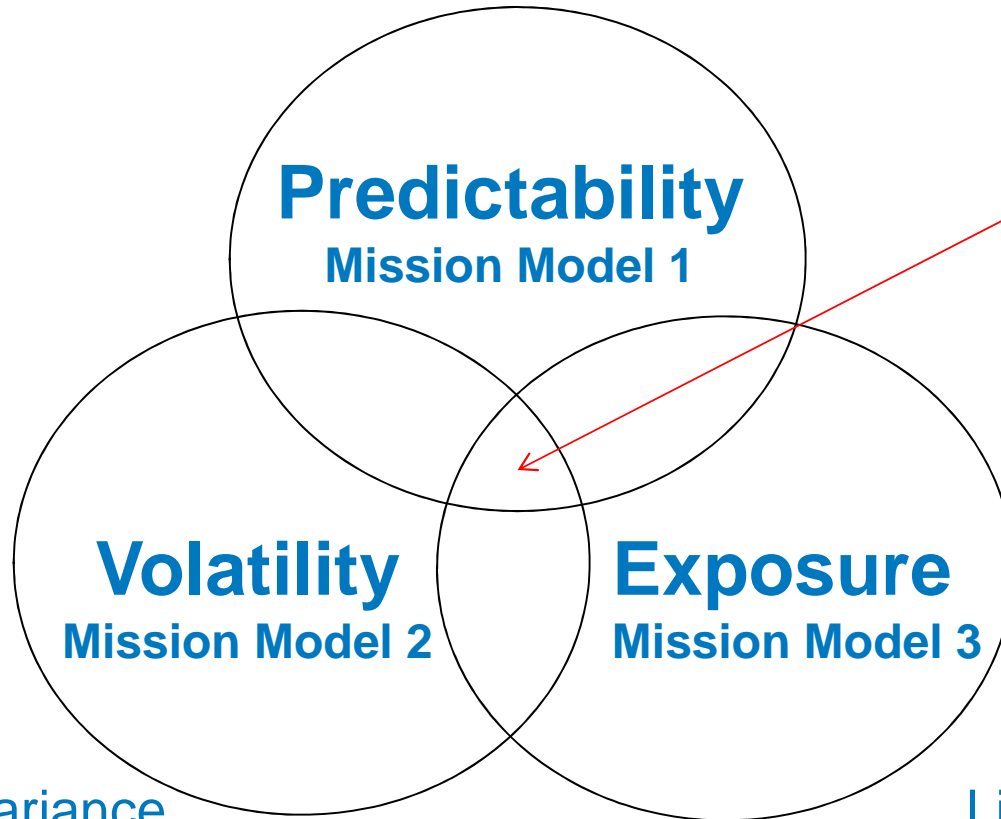 Predictability
Mission Model 1
Volatility
Mission Model 2
Exposure
Mission Model 3